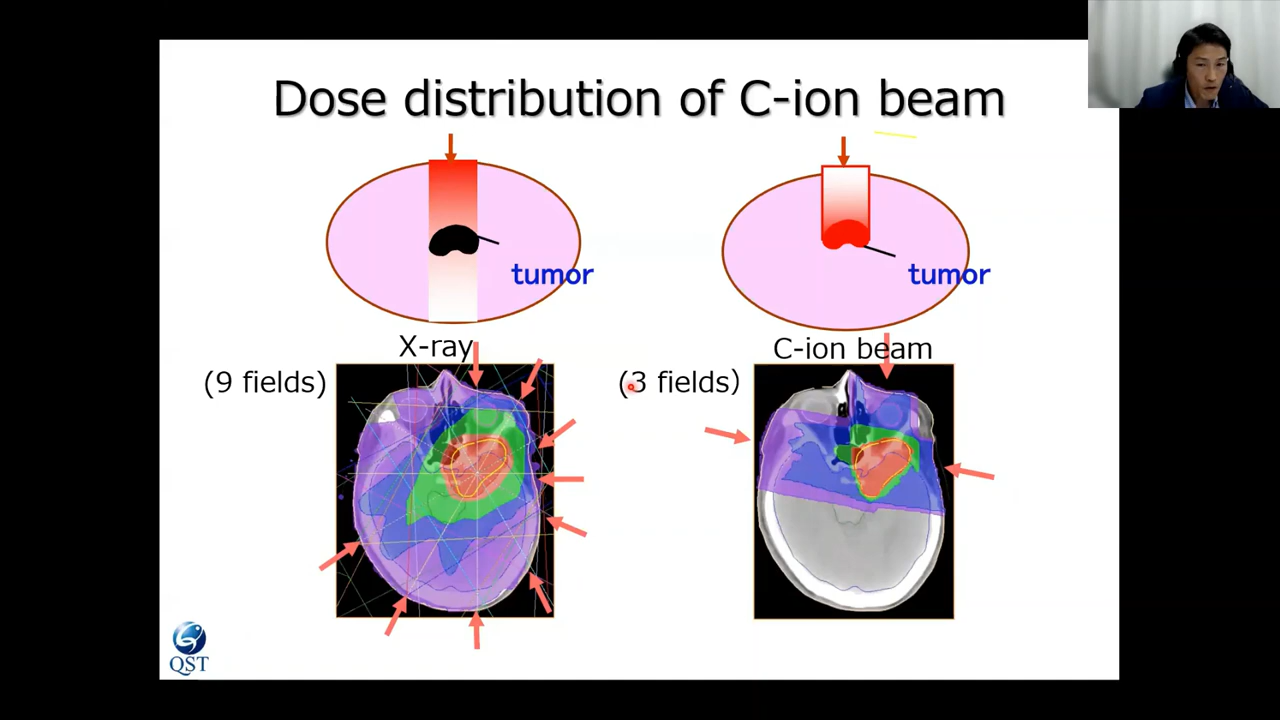 Dose distribution of C-ion beam
tumor
tumor
X-ray
(9 fields)
C-ion beam
(3 fields)
QST